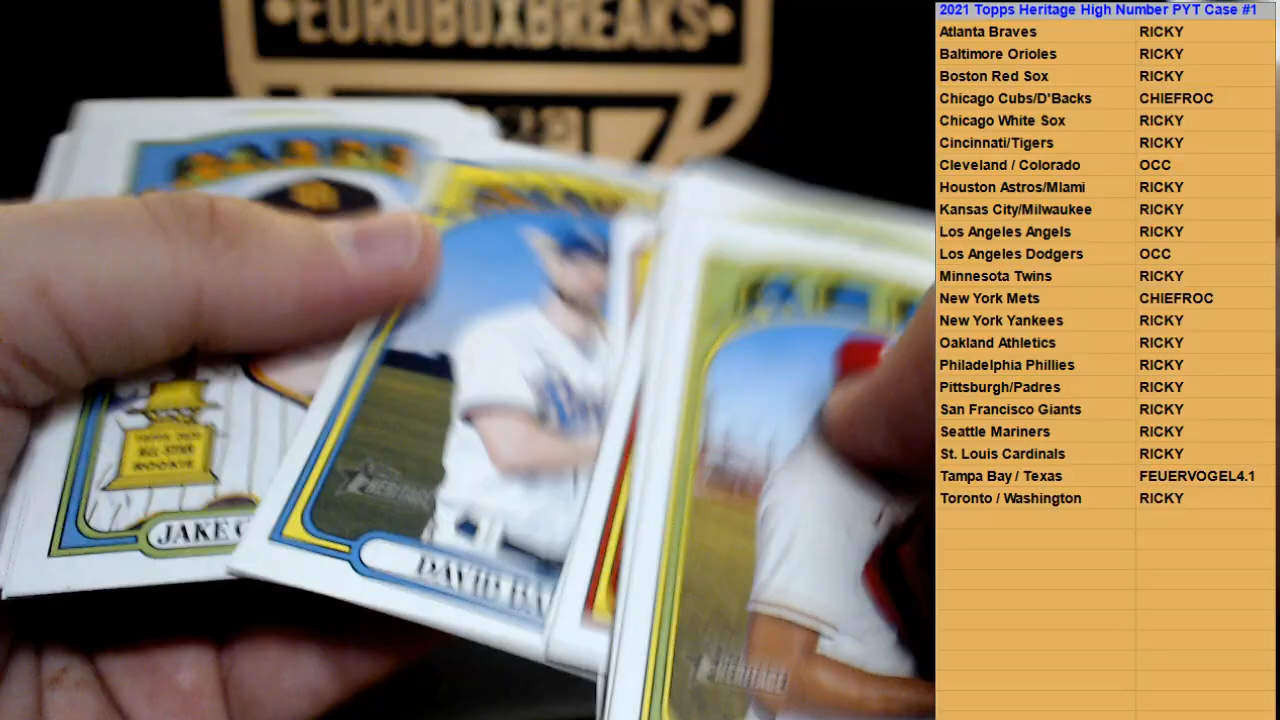 EUROBOXBREAKS
2021 Topps Heritage High Number PYT Case #1
Atlanta Braves RICKY
Baltimore Orioles RICKY
Boston Red Sox RICKY
Chicago Cubs/D'Backs CHIEFROC
Chicago White Sox RICKY
Cincinnati/Tigers RICKY
Cleveland / Colorado OCC
Houston Astros/MIami RICKY
Kansas City/Milwaukee RICKY
Los Angeles Angels RICKY
Los Angeles Dodgers OCC
Minnesota Twins RICKY
New York Mets CHIEFROC
New York Yankees RICKY
Oakland Athletics RICKY
Philadelphia Phillies RICKY
Pittsburgh/Padres RICKY
San Francisco Giants RICKY
Seattle Mariners RICKY
St. Louis Cardinals RICKY
Tampa Bay / Texas FEUERVOGEL4.1
Toronto / Washington RICKY
ALL-STAR
ROOKIE
JAKE C
HERITAGE
DAVID BA
HERITAGE